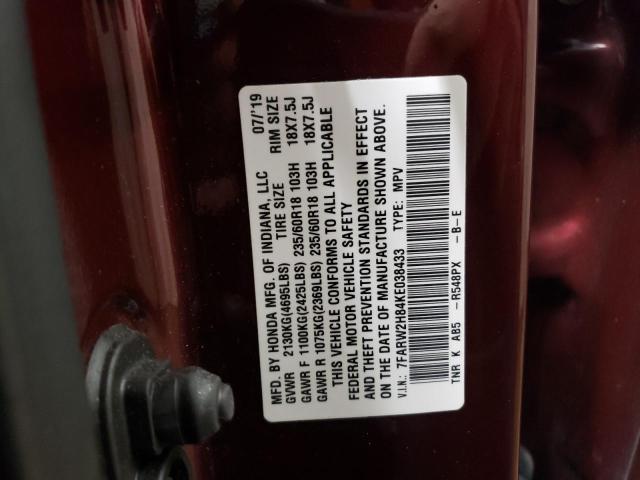 MFD. BY HONDA MFG. OF INDIANA, LLC 07/'19
GVWR 2130KG(4695LBS) TIRE SIZE RIM SIZE
GAWR F 1100KG(2425LBS) 235/60R18 103H 18X7.5J
GAWR R 1075KG(2369LBS) 235/60R18 103H 18X7.5J
THIS VEHICLE CONFORMS TO ALL APPLICABLE
FEDERAL MOTOR VEHICLE SAFETY
AND THEFT PREVENTION STANDARDS IN EFFECT
ON THE DATE OF MANUFACTURE SHOWN ABOVE.
V.I.N.: 7FARW2H84KE038433 TYPE: MPV
TNR K AB5 -R548PX -B-E